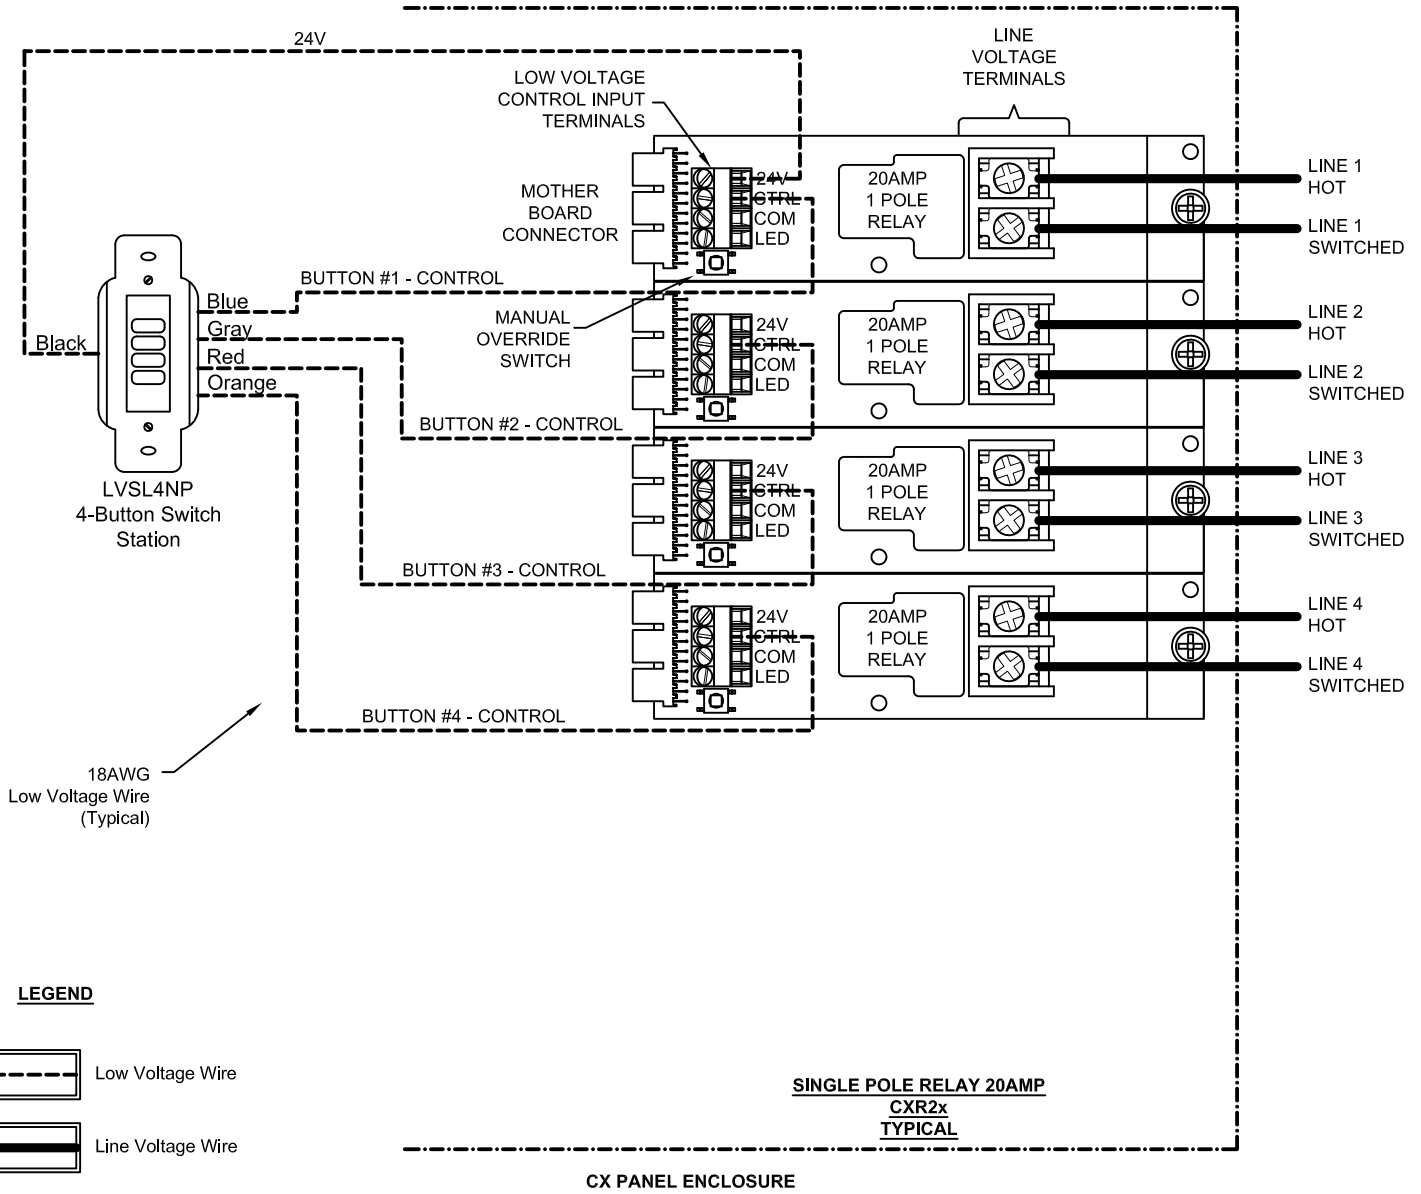 24V
LINE
VOLTAGE
TERMINALS
LOW VOLTAGE
CONTROL INPUT
TERMINALS
MOTHER
BOARD
CONNECTOR
24V
CTRL
COM
LED
20AMP
1 POLE
RELAY
LINE 1
HOT
LINE 1
SWITCHED
BUTTON #1 - CONTROL
MANUAL
OVERRIDE
SWITCH
Black
Blue
Gray
Red
Orange
24V
CTRL
COM
LED
20AMP
1 POLE
RELAY
LINE 2
HOT
LINE 2
SWITCHED
BUTTON #2 - CONTROL
LVSL4NP
4-Button Switch
Station
24V
CTRL
COM
LED
20AMP
1 POLE
RELAY
LINE 3
HOT
LINE 3
SWITCHED
BUTTON #3 - CONTROL
24V
CTRL
COM
LED
20AMP
1 POLE
RELAY
LINE 4
HOT
LINE 4
SWITCHED
BUTTON #4 - CONTROL
18AWG
Low Voltage Wire
(Typical)
LEGEND
Low Voltage Wire
Line Voltage Wire
SINGLE POLE RELAY 20AMP
CXR2x
TYPICAL
CX PANEL ENCLOSURE